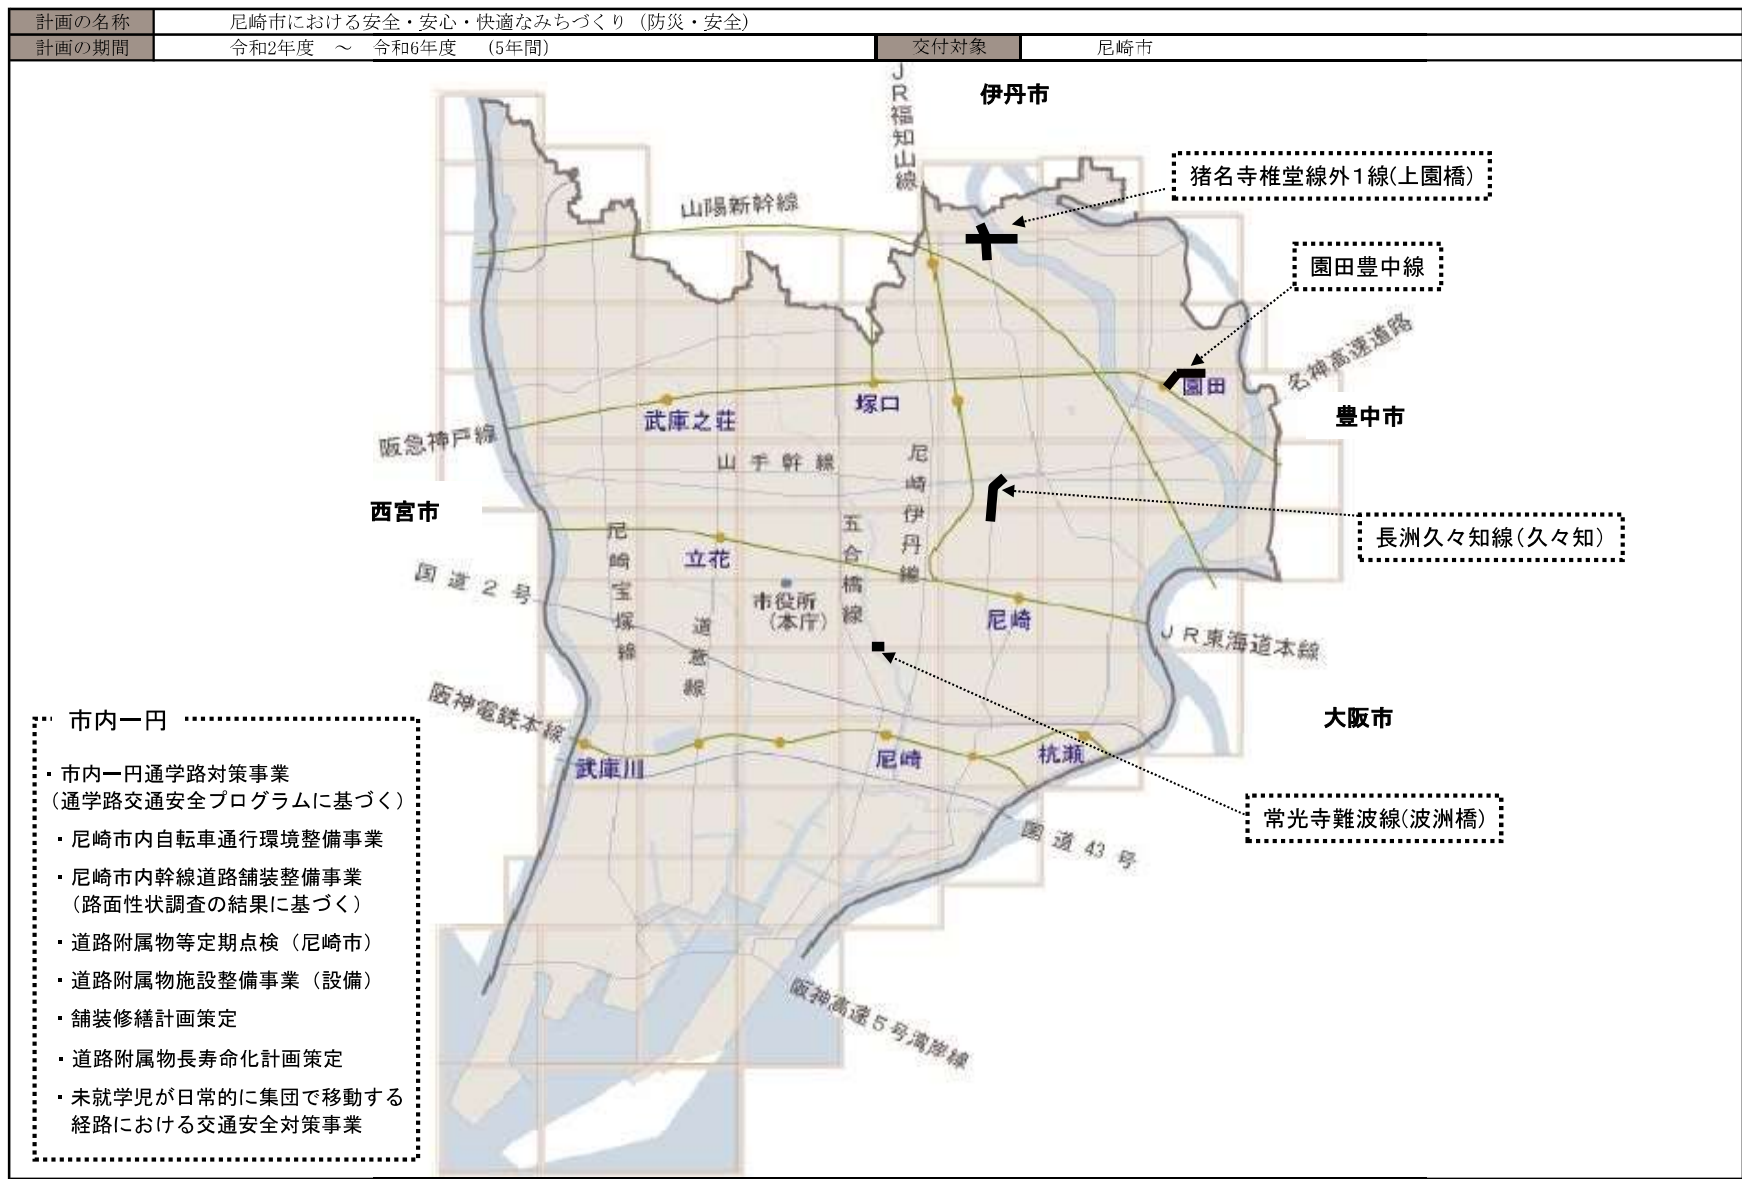 計画の名称 尼崎市における安全・安心・快適なみちづくり（防災・安全）
計画の期間 令和2年度 ～ 令和6年度 （5年間） 交付対象 尼崎市
ＪＲ福知山線
伊丹市
猪名寺椎堂線外１線(上園橋)
山陽新幹線
園田豊中線
名神高速道路
園田
塚口
武庫之荘
豊中市
阪急神戸線
山手幹線
尼崎伊丹線
西宮市
五合橋線
尼崎宝塚線
長洲久々知線(久々知)
立花
国道２号
市役所
（本庁）
尼崎
道意線
ＪＲ東海道本線
阪神電鉄本線
大阪市
武庫川
尼崎
杭瀬
常光寺難波線(波洲橋)
国道43号
阪神高速５号湾岸線
市内一円
・市内一円通学路対策事業
（通学路交通安全プログラムに基づく）
・尼崎市内自転車通行環境整備事業
・尼崎市内幹線道路舗装整備事業
（路面性状調査の結果に基づく）
・道路附属物等定期点検（尼崎市）
・道路附属物施設整備事業（設備）
・舗装修繕計画策定
・道路附属物長寿命化計画策定
・未就学児が日常的に集団で移動する
経路における交通安全対策事業